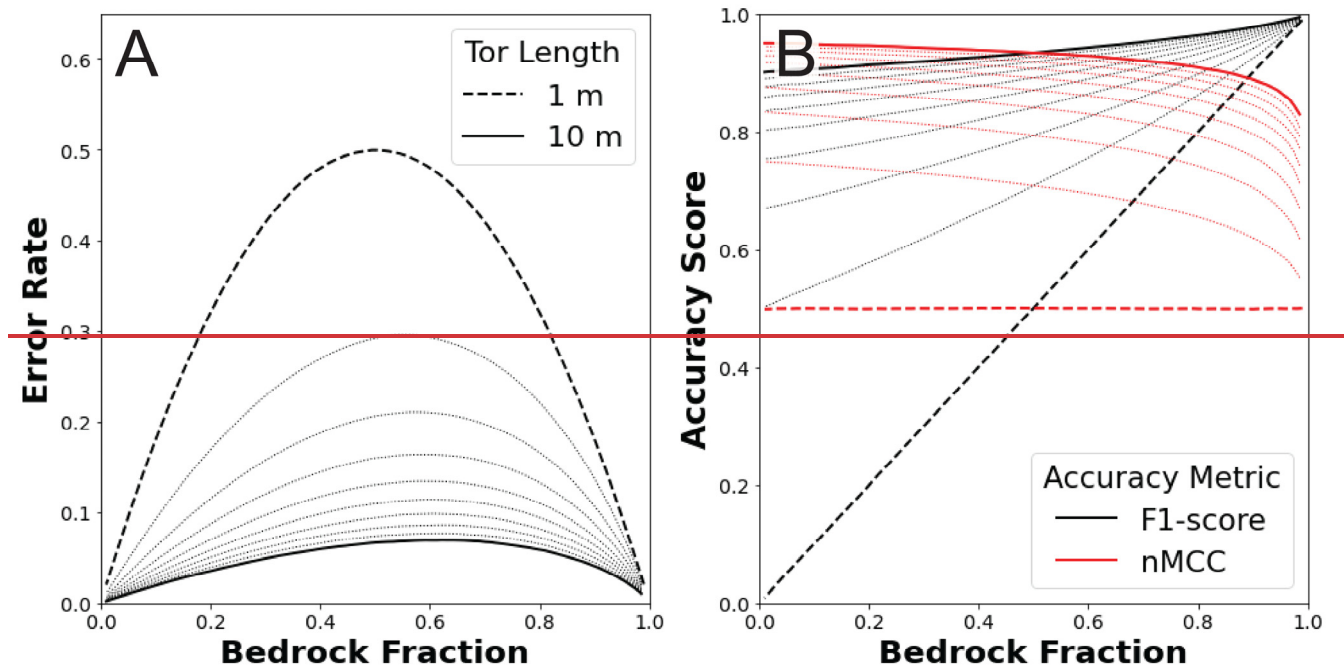 A
Tor Length
1 m
10 m
0.6
0.5
0.4
0.3
0.2
0.1
0.0
Error Rate
0.0 0.2 0.4 0.6 0.8 1.0
Bedrock Fraction
B
1.0
0.8
0.6
0.4
0.2
0.0
Accuracy Score
Accuracy Metric
F1-score
nMCC
0.0 0.2 0.4 0.6 0.8 1.0
Bedrock Fraction